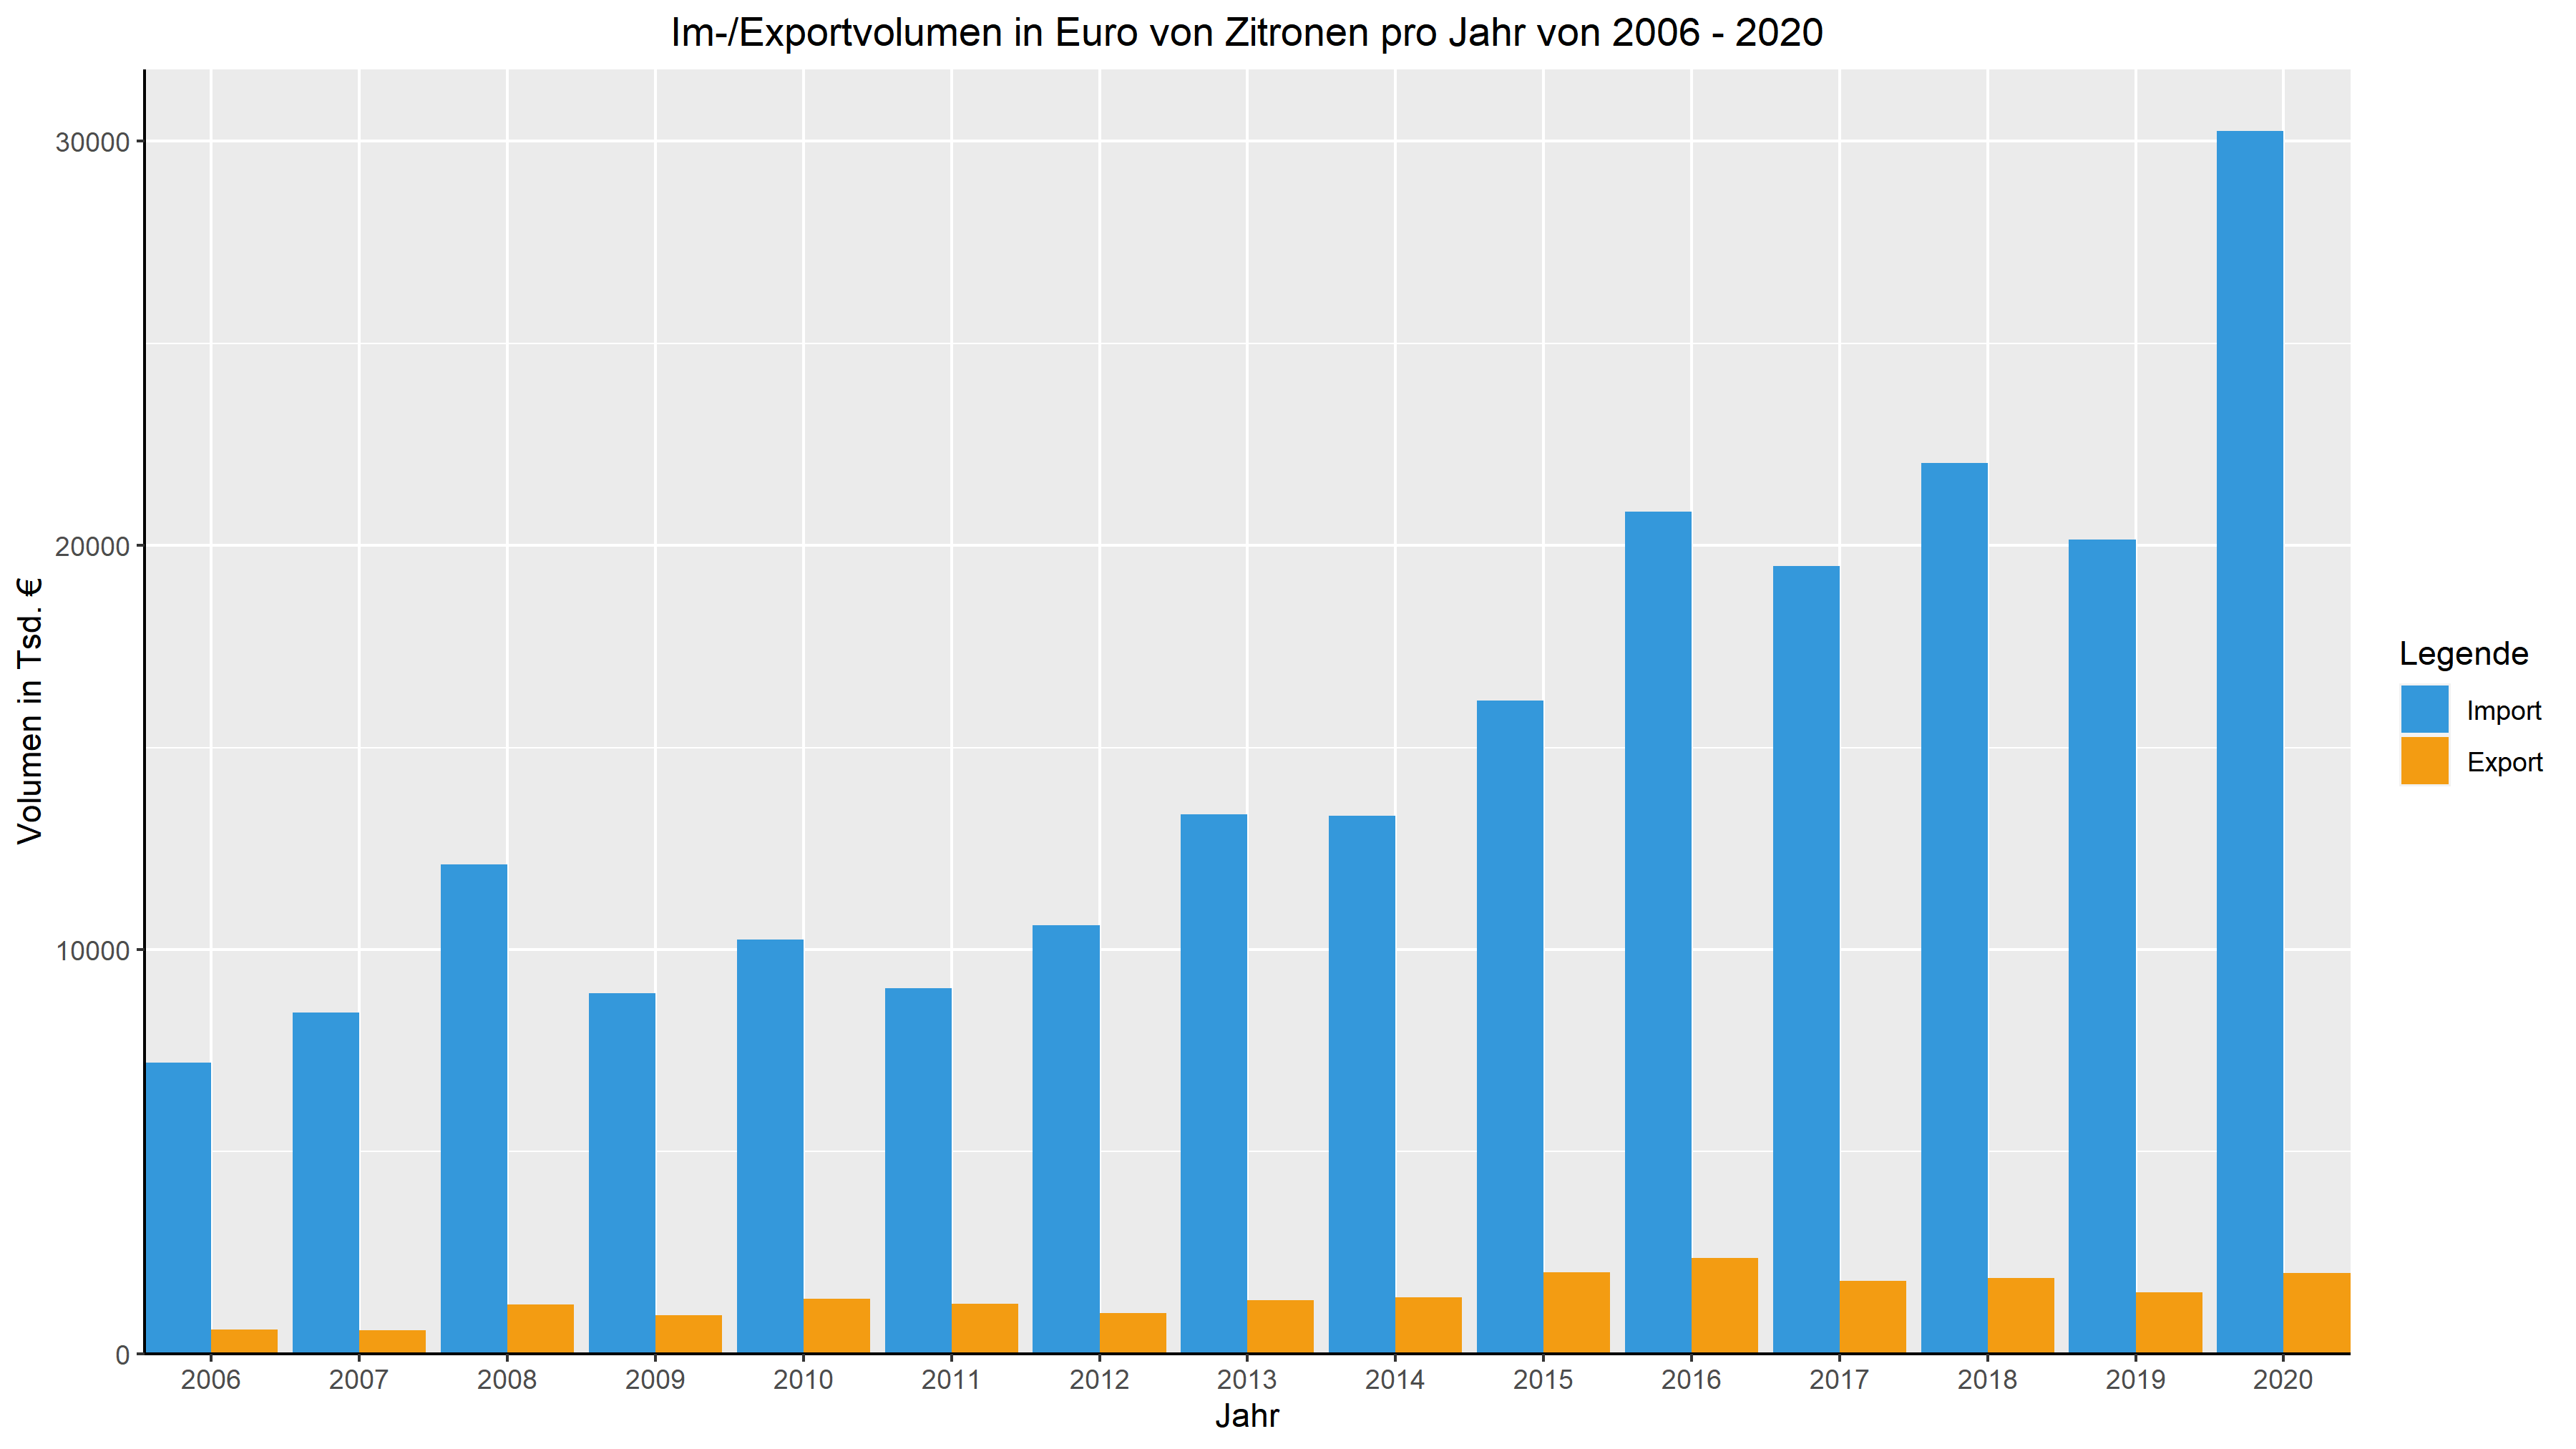 Im-/Exportvolumen in Euro von Zitronen pro Jahr von 2006 - 2020
Volumen in Tsd. €
30000
20000
10000
0
2006 2007 2008 2009 2010 2011 2012 2013 2014 2015 2016 2017 2018 2019 2020
Jahr
Legende
Import
Export